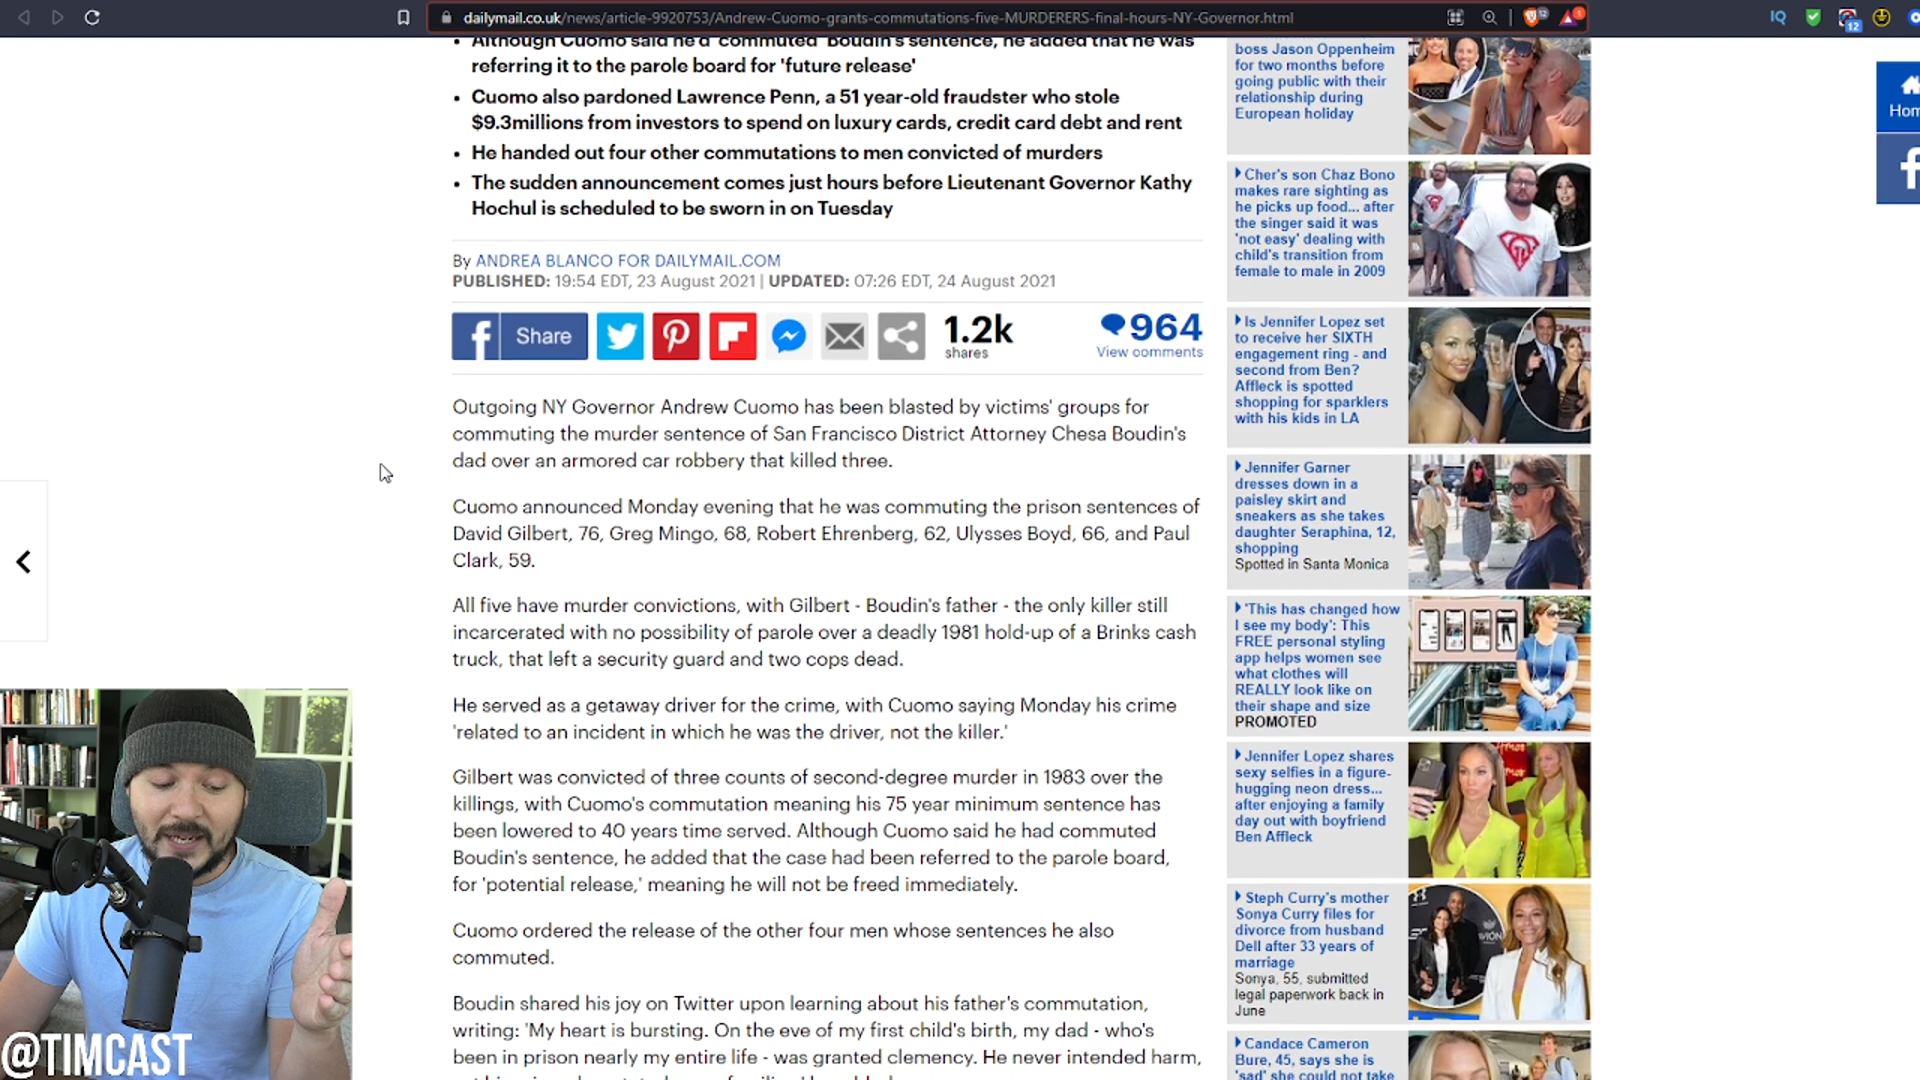 dailymail.co.uk/news/article-9920753/Andrew-Cuomo-grants-commutations-five-MURDERERS-final-hours-NY-Governor.html
IQ
12
12
Although Cuomo said he'd 'commuted' Boudin's sentence, he added that he was
referring it to the parole board for 'future release'
Cuomo also pardoned Lawrence Penn, a 51 year-old fraudster who stole
$9.3millions from investors to spend on luxury cards, credit card debt and rent
He handed out four other commutations to men convicted of murders
The sudden announcement comes just hours before Lieutenant Governor Kathy
Hochul is scheduled to be sworn in on Tuesday
By ANDREA BLANCO FOR DAILYMAIL.COM
PUBLISHED: 19:54 EDT, 23 August 2021 | UPDATED: 07:26 EDT, 24 August 2021
Share
1.2k
shares
964
View comments
Outgoing NY Governor Andrew Cuomo has been blasted by victims' groups for
commuting the murder sentence of San Francisco District Attorney Chesa Boudin's
dad over an armored car robbery that killed three.
Cuomo announced Monday evening that he was commuting the prison sentences of
David Gilbert, 76, Greg Mingo, 68, Robert Ehrenberg, 62, Ulysses Boyd, 66, and Paul
Clark, 59.
All five have murder convictions, with Gilbert - Boudin's father - the only killer still
incarcerated with no possibility of parole over a deadly 1981 hold-up of a Brinks cash
truck, that left a security guard and two cops dead.
He served as a getaway driver for the crime, with Cuomo saying Monday his crime
'related to an incident in which he was the driver, not the killer.'
Gilbert was convicted of three counts of second-degree murder in 1983 over the
killings, with Cuomo's commutation meaning his 75 year minimum sentence has
been lowered to 40 years time served. Although Cuomo said he had commuted
Boudin's sentence, he added that the case had been referred to the parole board,
for 'potential release,' meaning he will not be freed immediately.
Cuomo ordered the release of the other four men whose sentences he also
commuted.
Boudin shared his joy on Twitter upon learning about his father's commutation,
writing: 'My heart is bursting. On the eve of my first child's birth, my dad - who's
been in prison nearly my entire life - was granted clemency. He never intended harm,
boss Jason Oppenheim
for two months before
going public with their
relationship during
European holiday
Cher's son Chaz Bono
makes rare sighting as
he picks up food... after
the singer said it was
'not easy' dealing with
child's transition from
female to male in 2009
Is Jennifer Lopez set
to receive her SIXTH
engagement ring - and
second from Ben?
Affleck is spotted
shopping for sparklers
with his kids in LA
Jennifer Garner
dresses down in a
paisley skirt and
sneakers as she takes
daughter Seraphina, 12,
shopping
Spotted in Santa Monica
'This has changed how
I see my body': This
FREE personal styling
app helps women see
what clothes will
REALLY look like on
their shape and size
PROMOTED
Jennifer Lopez shares
sexy selfies in a figure-
hugging neon dress...
after enjoying a family
day out with boyfriend
Ben Affleck
Steph Curry's mother
Sonya Curry files for
divorce from husband
Dell after 33 years of
marriage
Sonya, 55, submitted
legal paperwork back in
June
Candace Cameron
Bure, 45, says she is
'sad' she could not take
Hom
@TIMCAST